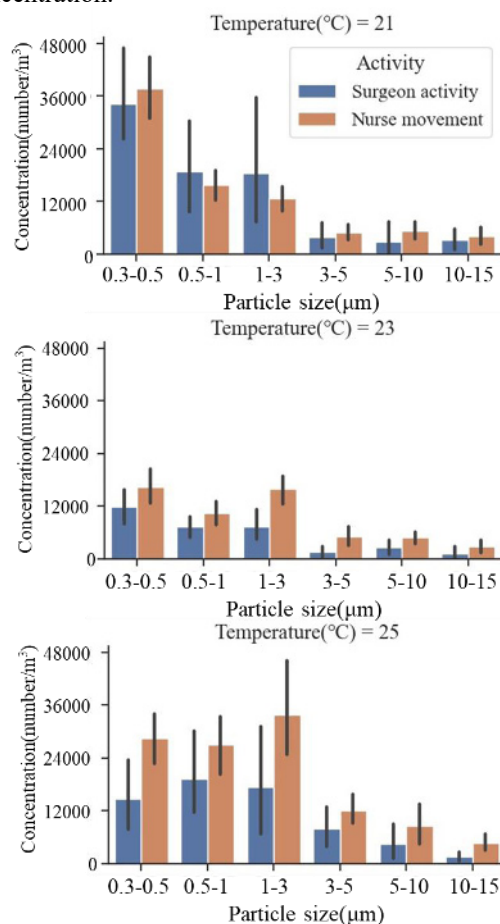 Temperature(℃) = 21
48000
36000
24000
12000
0
Concentration(number/m³)
Activity
Surgeon activity
Nurse movement
0.3-0.5 0.5-1 1-3 3-5 5-10 10-15
Particle size(μm)
Temperature(℃) = 23
48000
36000
24000
12000
0
Concentration(number/m³)
0.3-0.5 0.5-1 1-3 3-5 5-10 10-15
Particle size(μm)
Temperature(℃) = 25
48000
36000
24000
12000
0
Concentration(number/m³)
0.3-0.5 0.5-1 1-3 3-5 5-10 10-15
Particle size(μm)